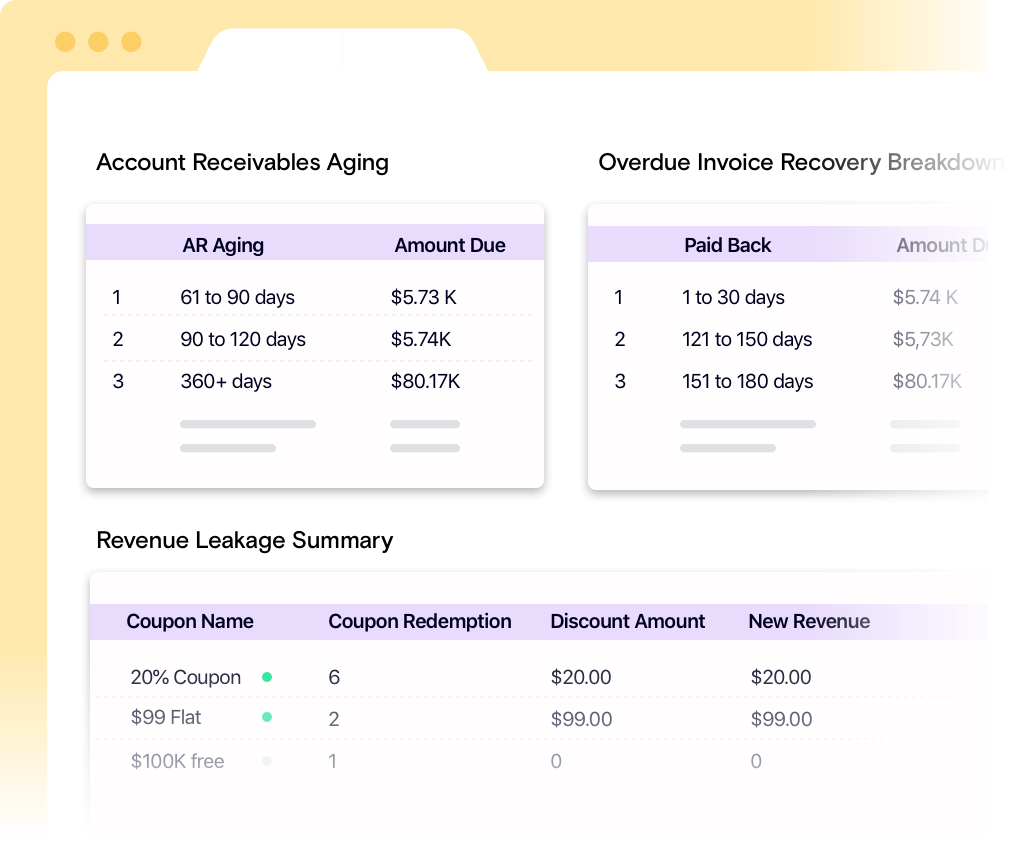 Account Receivables Aging
AR Aging Amount Due
1 61 to 90 days $5.73 K
2 90 to 120 days $5.74K
3 360+ days $80.17K
Overdue Invoice Recovery Breakdown
Paid Back Amount Du
1 1 to 30 days $5.74 K
2 121 to 150 days $5,73K
3 151 to 180 days $80.17K
Revenue Leakage Summary
Coupon Name Coupon Redemption Discount Amount New Revenue
20% Coupon 6 $20.00 $20.00
$99 Flat 2 $99.00 $99.00
$100K free 1 0 0